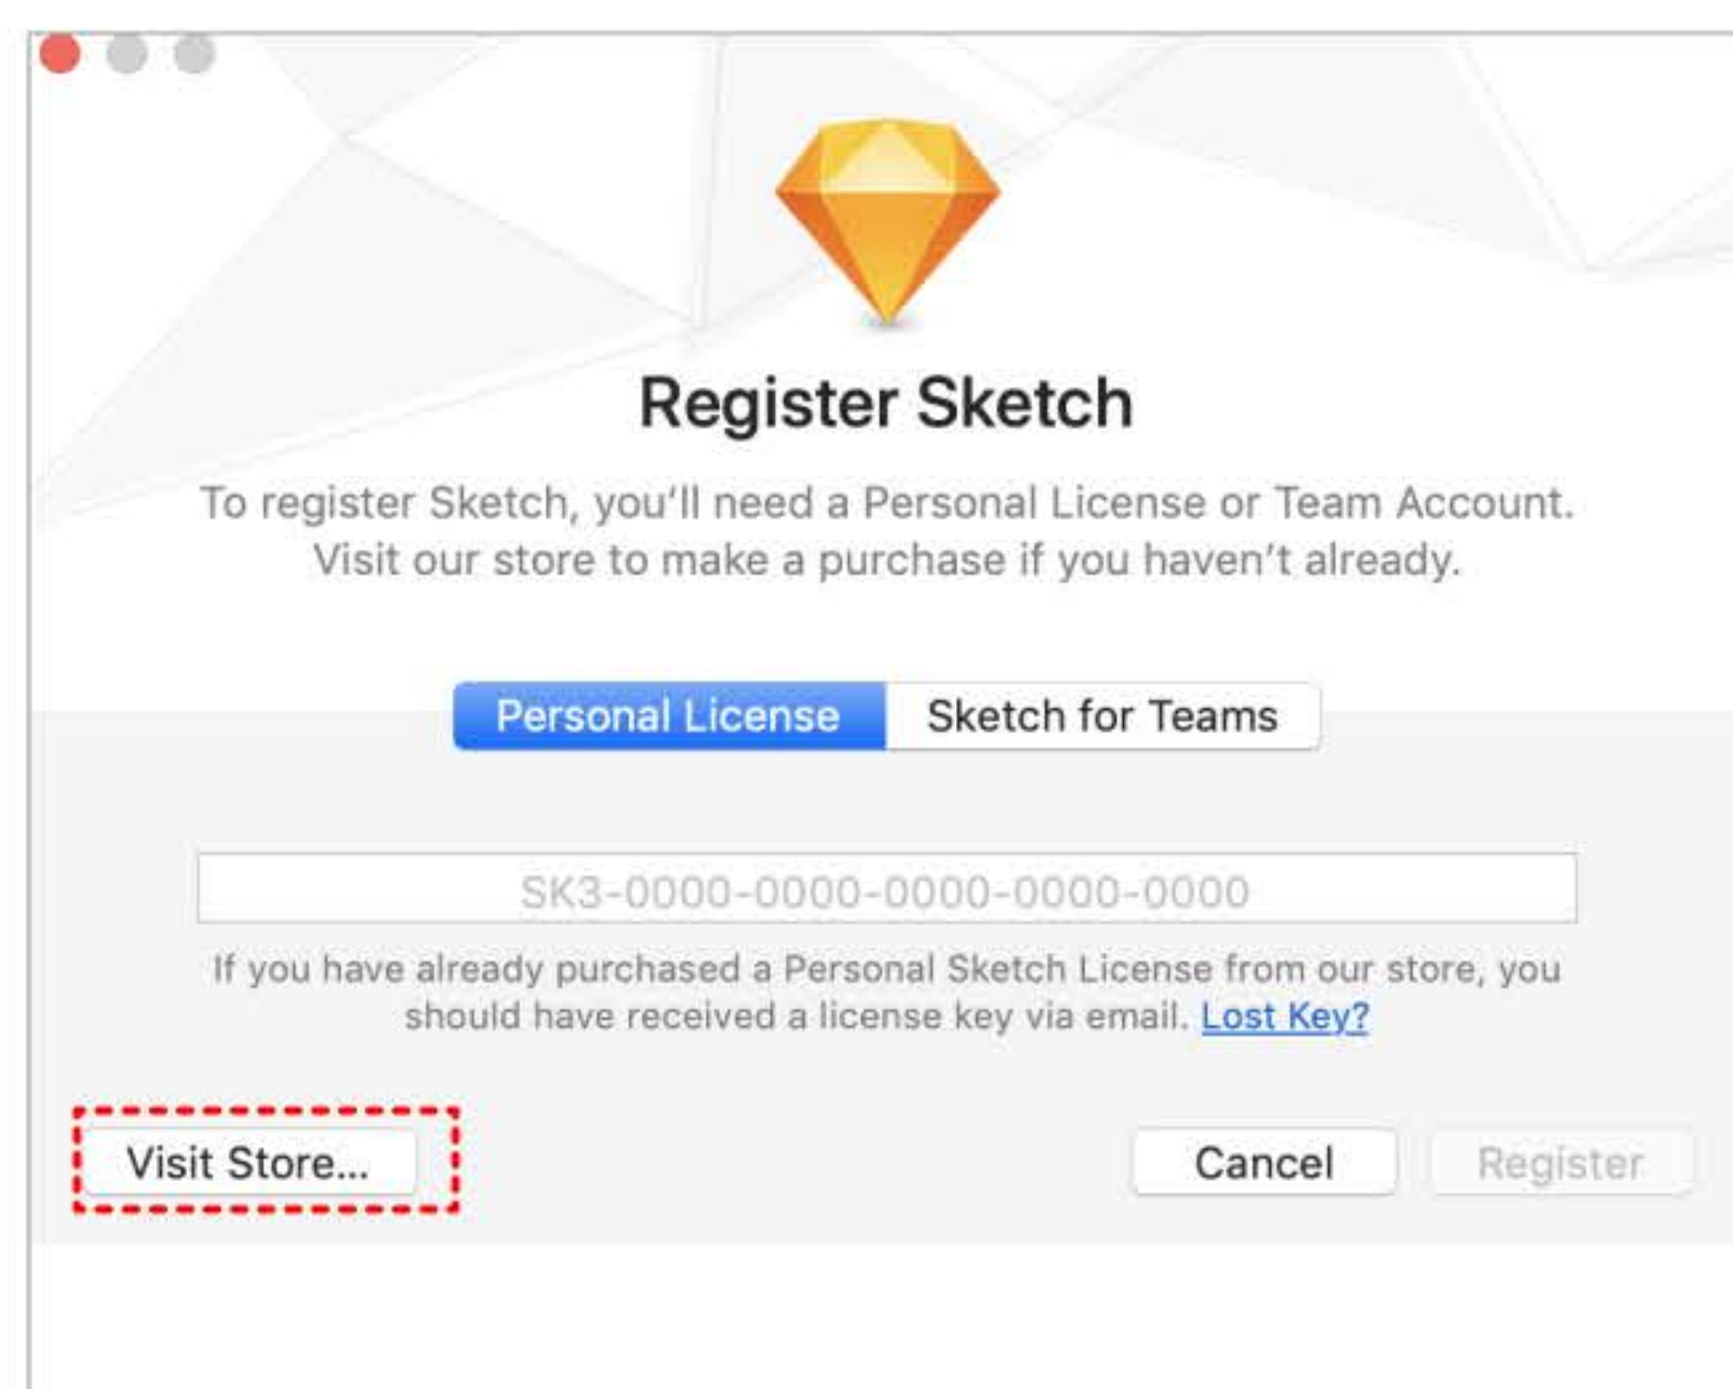 Register Sketch
To register Sketch, you'll need a Personal License or Team Account.
Visit our store to make a purchase if you haven't already.
Personal License
Sketch for Teams
SK3-0000-0000-0000-0000-0000
If you have already purchased a Personal Sketch License from our store, you
should have received a license key via email. Lost Key?
Visit Store...
Cancel
Register